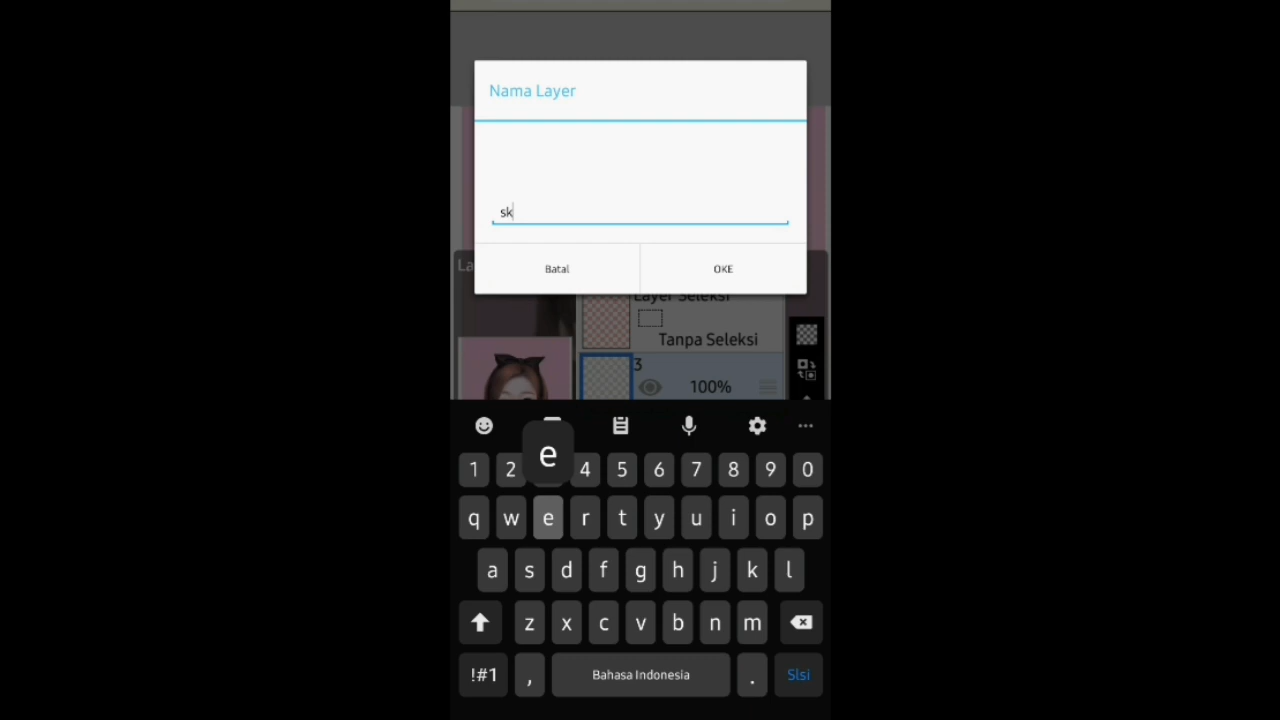 Nama Layer
sk
Batal
OKE
La
Layer Seleksi
Tanpa Seleksi
3
100%
e
1 2 4 5 6 7 8 9 0
q w e r t y u i o p
a s d f g h j k l
z x c v b n m
!#1 , Bahasa Indonesia . Slsi